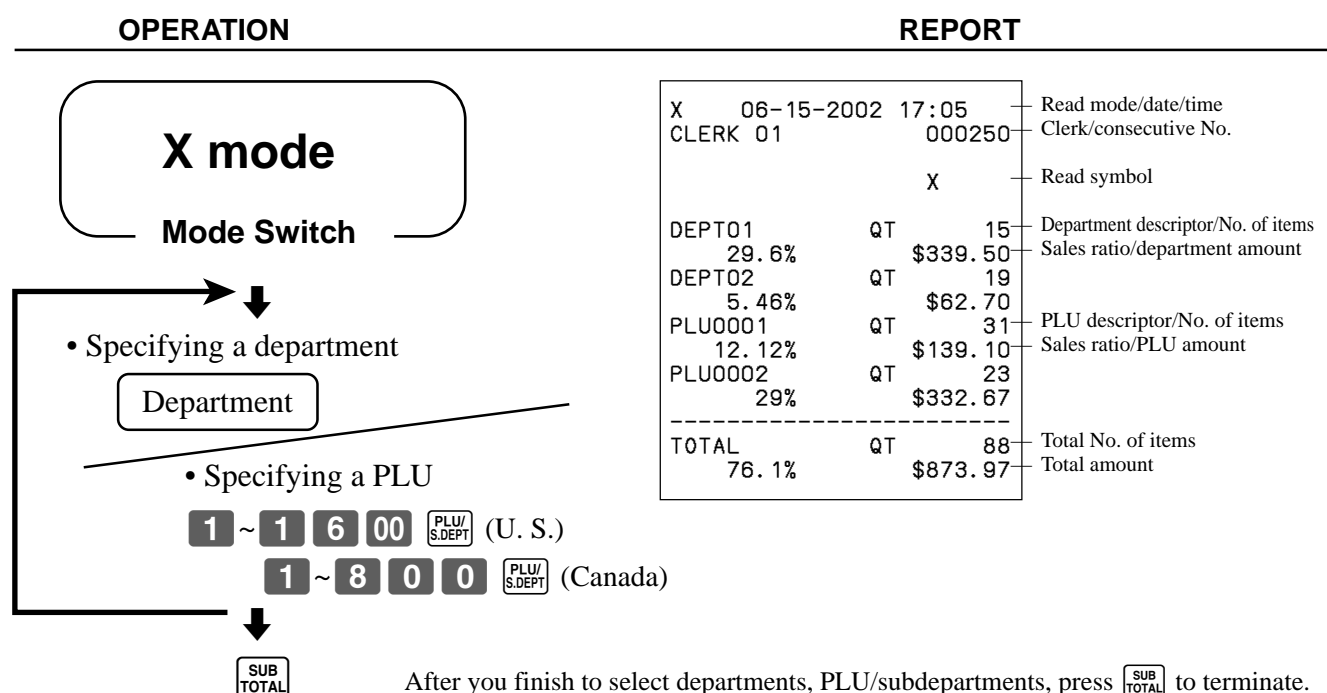 OPERATION
REPORT
X mode
Mode Switch
• Specifying a department
Department
• Specifying a PLU
1 ~ 1 6 00 PLU/ S.DEPT (U. S.)
1 ~ 8 0 0 PLU/ S.DEPT (Canada)
SUB TOTAL
X 06-15-2002 17:05 Read mode/date/time
CLERK 01 000250 Clerk/consecutive No.
X Read symbol
DEPT01 QT 15 Department descriptor/No. of items
29.6% $339.50 Sales ratio/department amount
DEPT02 QT 19
5.46% $62.70
PLU0001 QT 31 PLU descriptor/No. of items
12.12% $139.10 Sales ratio/PLU amount
PLU0002 QT 23
29% $332.67
------------------------
TOTAL QT 88 Total No. of items
76.1% $873.97 Total amount
After you finish to select departments, PLU/subdepartments, press SUB TOTAL to terminate.